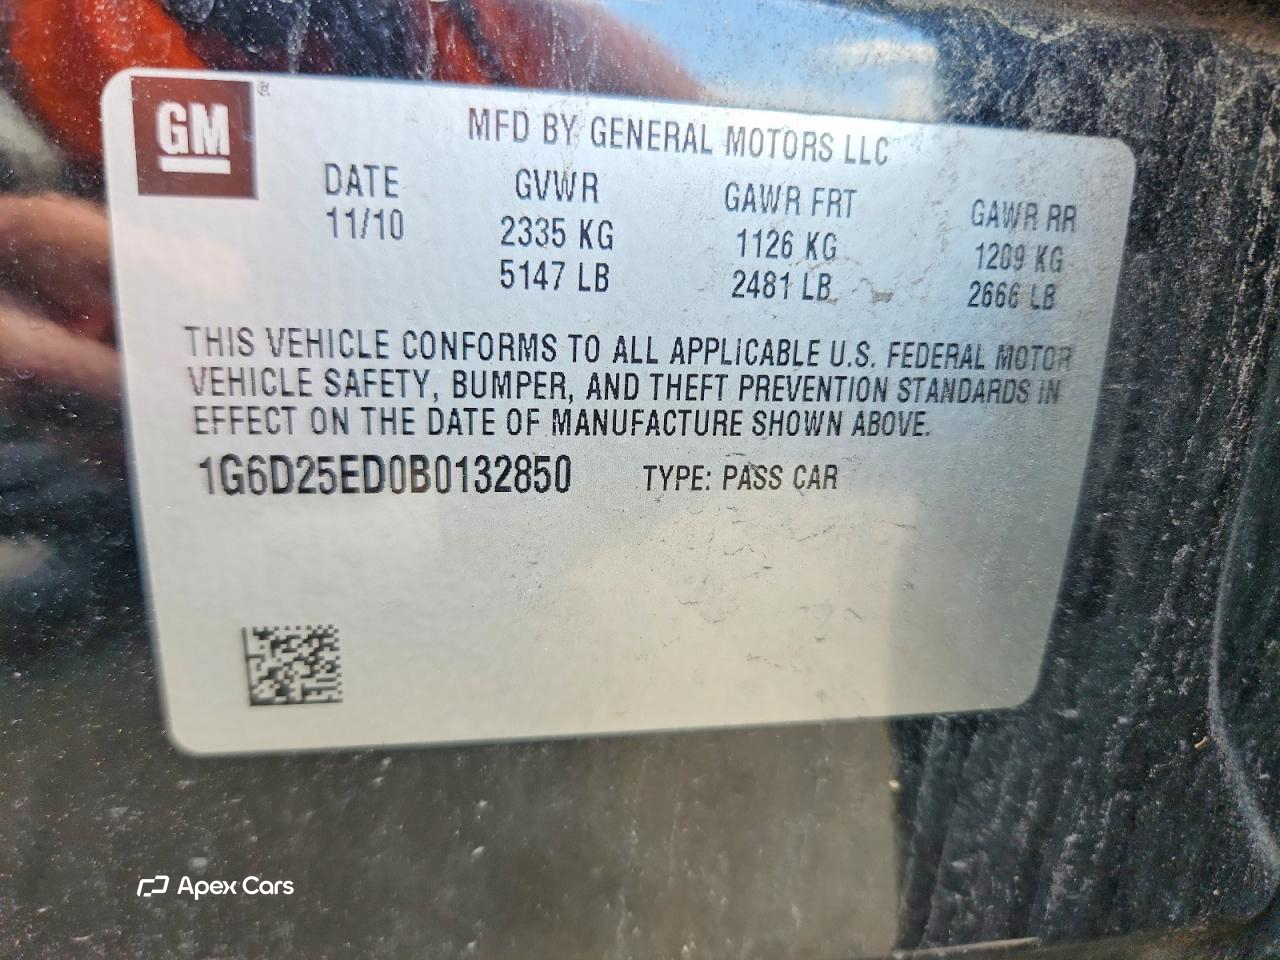 GM ®
MFD BY GENERAL MOTORS LLC
DATE GVWR GAWR FRT GAWR RR
11/10 2335 KG 1126 KG 1209 KG
5147 LB 2481 LB 2666 LB
THIS VEHICLE CONFORMS TO ALL APPLICABLE U.S. FEDERAL MOTOR
VEHICLE SAFETY, BUMPER, AND THEFT PREVENTION STANDARDS IN
EFFECT ON THE DATE OF MANUFACTURE SHOWN ABOVE.
1G6D25ED0B0132850 TYPE: PASS CAR
Apex Cars